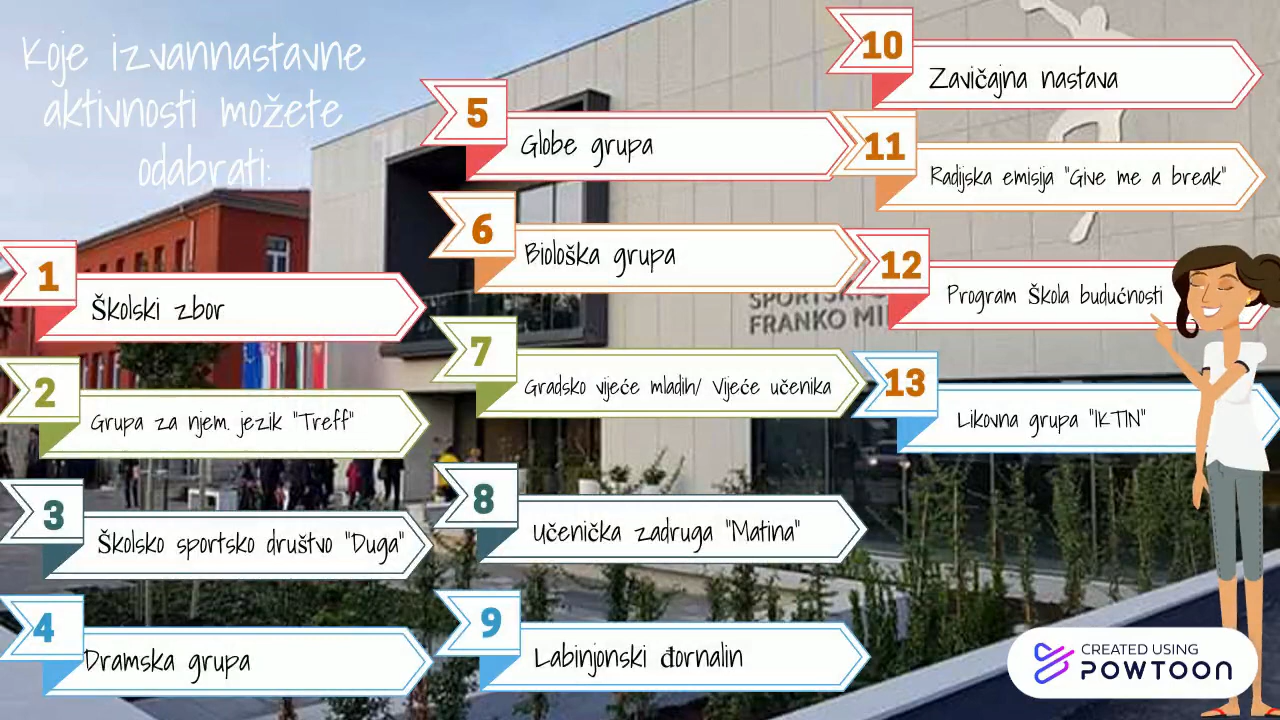 Koje izvannastavne
aktivnosti možete
odabrati:
1
Školski zbor
2
Grupa za njem. jezik "Treff"
3
Školsko sportsko društvo "Duga"
4
Dramska grupa
5
Globe grupa
6
Biološka grupa
7
Gradsko vijeće mladih/ Vijeće učenika
8
Učenička zadruga "Matina"
9
Labinjonski đornalin
10
Zavičajna nastava
11
Radijska emisija "Give me a break"
12
Program Škola budućnosti
13
Likovna grupa "IKTIN"
FRANKO
CREATED USING
POWTOON